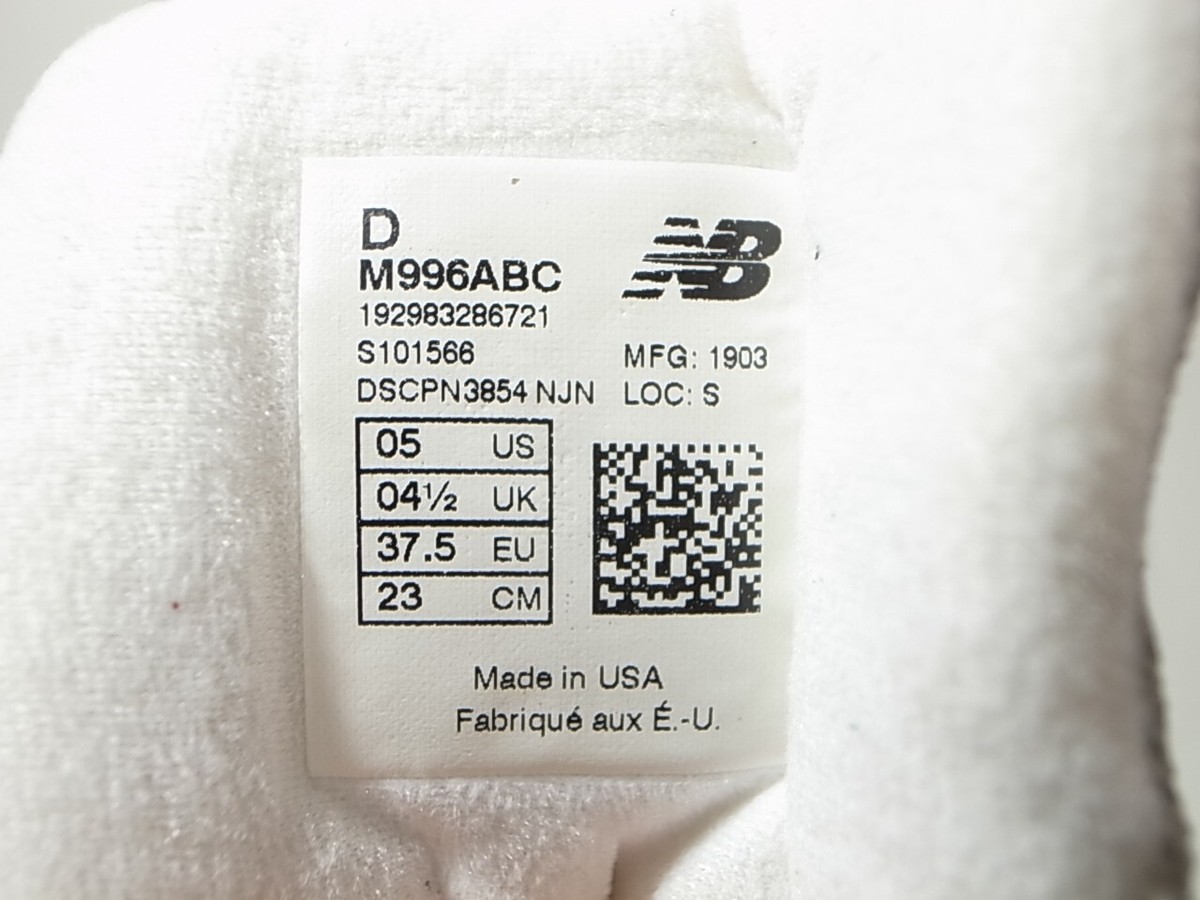 D
M996ABC
NB
192983286721
S101566
MFG: 1903
DSCPN3854 NJN
LOC: S
05 US
04½ UK
37.5 EU
23 CM
Made in USA
Fabriqué aux É.-U.